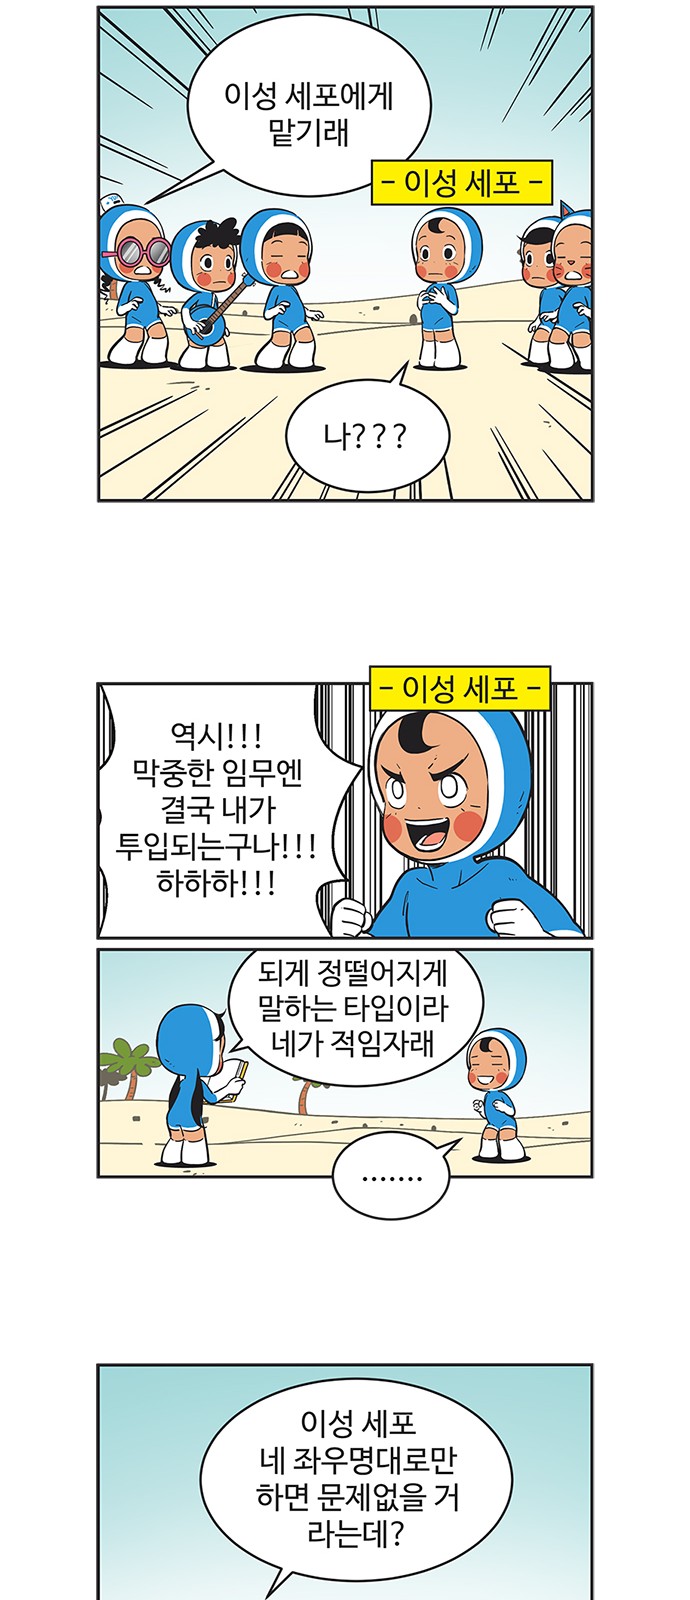 이성 세포에게
맡기래
- 이성 세포 -
나???
- 이성 세포 -
역시!!!
막중한 임무엔
결국 내가
투입되는구나!!!
하하하!!!
되게 정떨어지게
말하는 타입이라
네가 적임자래
.......
이성 세포
네 좌우명대로만
하면 문제없을 거
라는데?